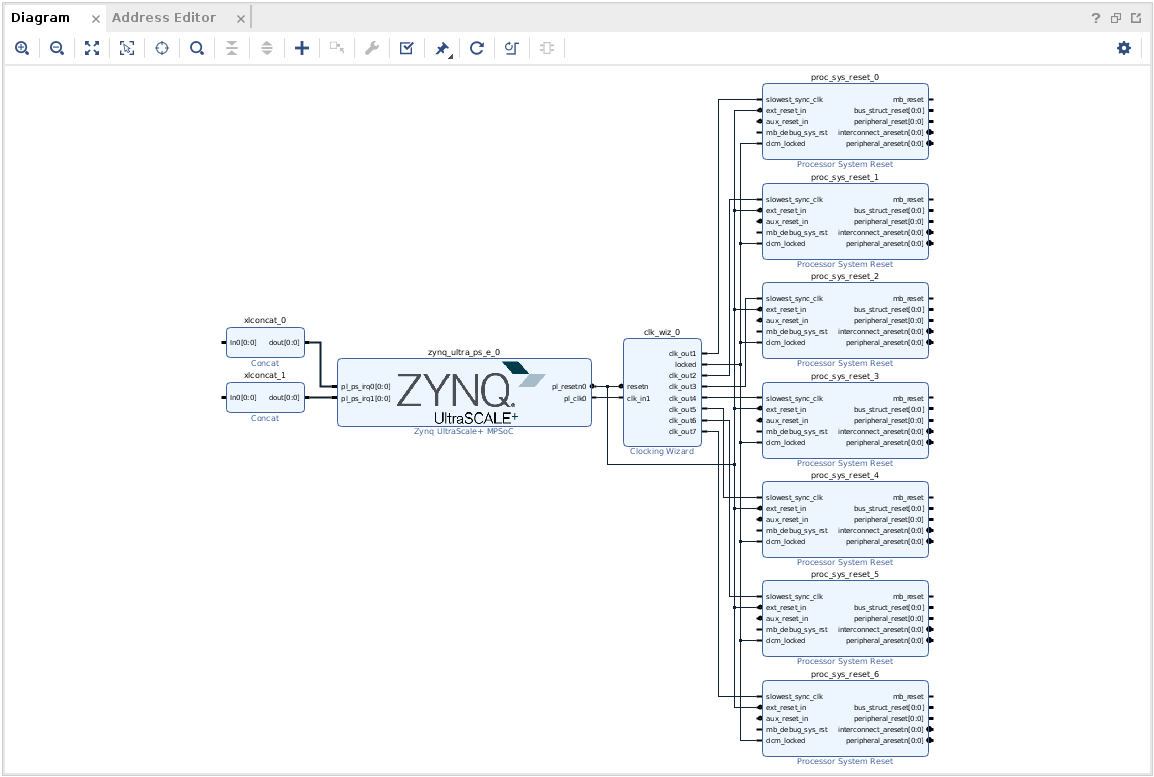 Diagram × Address Editor ×
?
proc_sys_reset_0
slowest_sync_clk mb_reset
ext_reset_in bus_struct_reset[0:0]
aux_reset_in peripheral_reset[0:0]
mb_debug_sys_rst interconnect_aresetn[0:0]
dcm_locked peripheral_aresetn[0:0]
Processor System Reset
proc_sys_reset_1
slowest_sync_clk mb_reset
ext_reset_in bus_struct_reset[0:0]
aux_reset_in peripheral_reset[0:0]
mb_debug_sys_rst interconnect_aresetn[0:0]
dcm_locked peripheral_aresetn[0:0]
Processor System Reset
proc_sys_reset_2
slowest_sync_clk mb_reset
ext_reset_in bus_struct_reset[0:0]
aux_reset_in peripheral_reset[0:0]
mb_debug_sys_rst interconnect_aresetn[0:0]
dcm_locked peripheral_aresetn[0:0]
Processor System Reset
xlconcat_0
In0[0:0] dout[0:0]
Concat
xlconcat_1
In0[0:0] dout[0:0]
Concat
zynq_ultra_ps_e_0
pl_ps_irq0[0:0] pl_resetn0
pl_ps_irq1[0:0] pl_clk0
ZYNQ
UltraSCALE+
Zynq UltraScale+ MPSoC
clk_wiz_0
clk_out1
locked
clk_out2
resetn clk_out3
clk_in1 clk_out4
clk_out5
clk_out6
clk_out7
Clocking Wizard
proc_sys_reset_3
slowest_sync_clk mb_reset
ext_reset_in bus_struct_reset[0:0]
aux_reset_in peripheral_reset[0:0]
mb_debug_sys_rst interconnect_aresetn[0:0]
dcm_locked peripheral_aresetn[0:0]
Processor System Reset
proc_sys_reset_4
slowest_sync_clk mb_reset
ext_reset_in bus_struct_reset[0:0]
aux_reset_in peripheral_reset[0:0]
mb_debug_sys_rst interconnect_aresetn[0:0]
dcm_locked peripheral_aresetn[0:0]
Processor System Reset
proc_sys_reset_5
slowest_sync_clk mb_reset
ext_reset_in bus_struct_reset[0:0]
aux_reset_in peripheral_reset[0:0]
mb_debug_sys_rst interconnect_aresetn[0:0]
dcm_locked peripheral_aresetn[0:0]
Processor System Reset
proc_sys_reset_6
slowest_sync_clk mb_reset
ext_reset_in bus_struct_reset[0:0]
aux_reset_in peripheral_reset[0:0]
mb_debug_sys_rst interconnect_aresetn[0:0]
dcm_locked peripheral_aresetn[0:0]
Processor System Reset